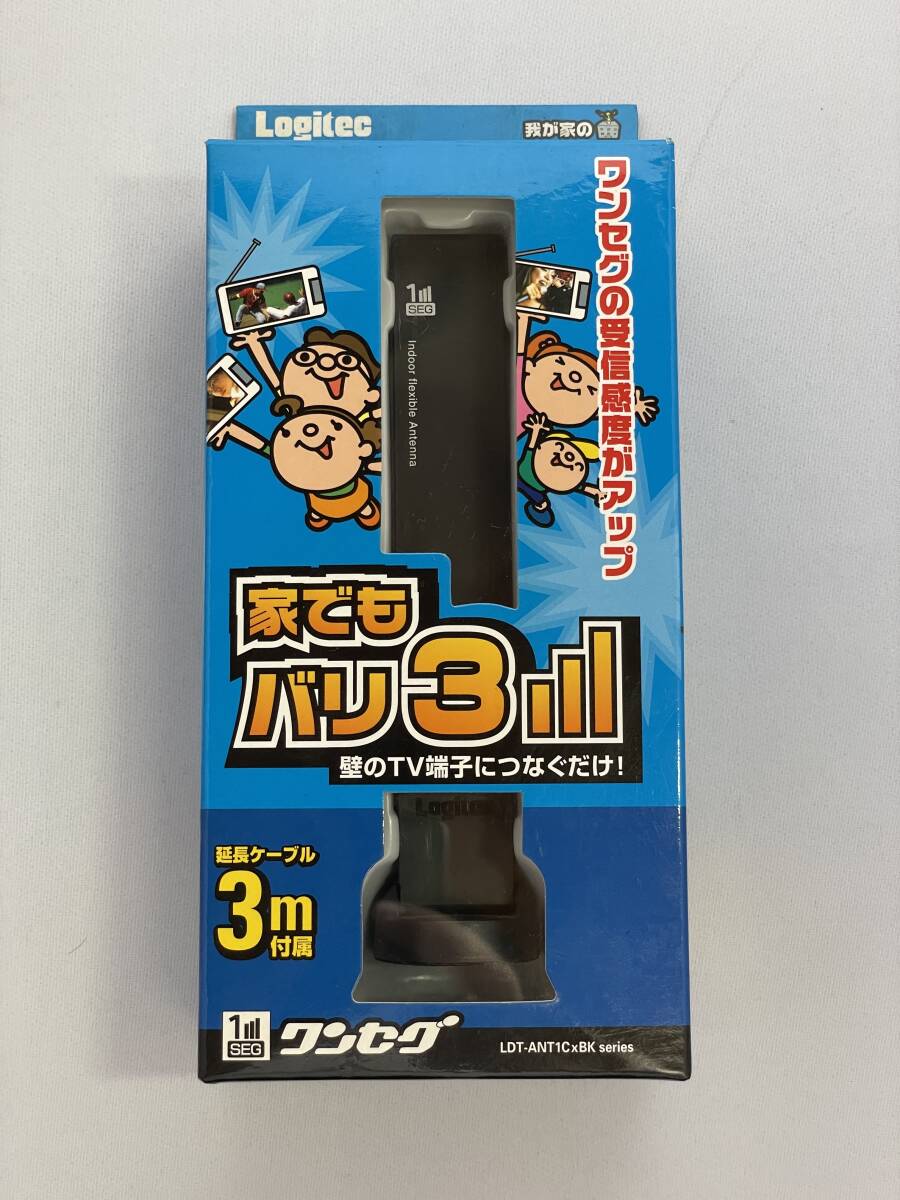 Logitec
我が家の
ワンセグの受信感度がアップ
1
SEG
Indoor flexible Antenna
家でも
バリ3
壁のTV端子につなぐだけ!
Logitec
延長ケーブル
3m
付属
1
SEG
ワンセグ
LDT-ANT1CxBK series